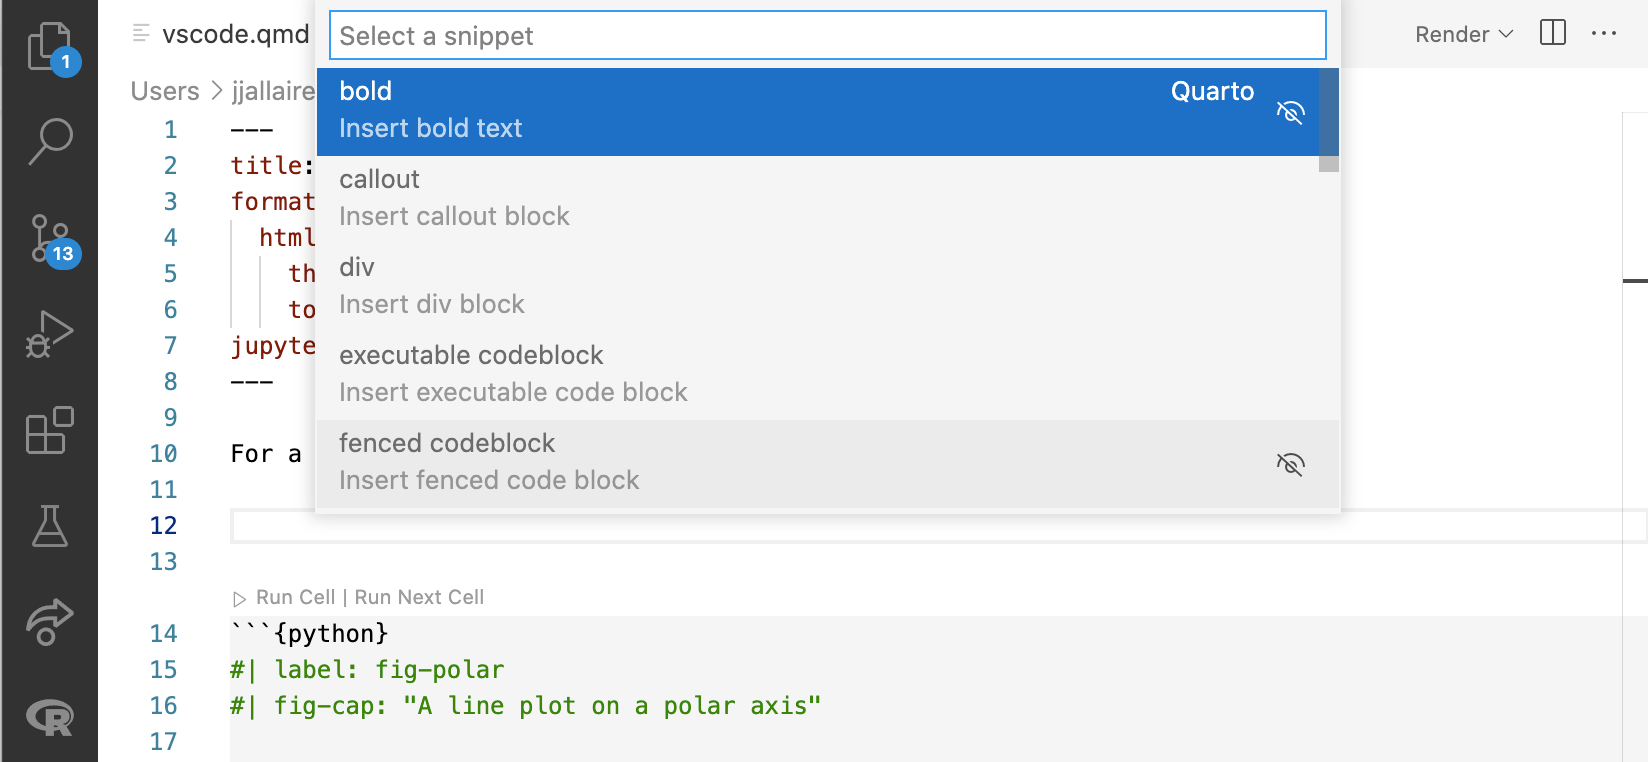 vscode.qmd
Select a snippet
Render
1
Users > jjallaire
bold
Quarto
Insert bold text
callout
Insert callout block
div
Insert div block
executable codeblock
Insert executable code block
fenced codeblock
Insert fenced code block
13
1 ---
2 title:
3 format
4 html
5 th
6 to
7 jupyte
8 ---
9
10 For a
11
12
13
Run Cell | Run Next Cell
14 ```{python}
15 #| label: fig-polar
16 #| fig-cap: "A line plot on a polar axis"
17
R